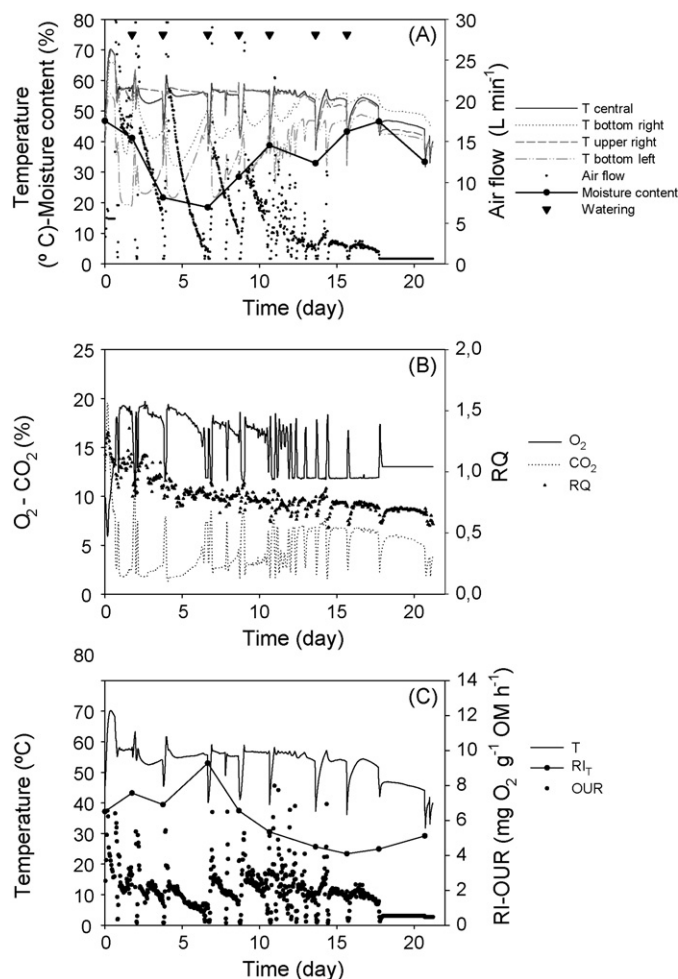 (A)
80
70
60
50
40
30
20
10
0
Temperature
(º C)-Moisture content (%)
30
25
20
15
10
5
0
Air flow (L min⁻¹)
0 5 10 15 20
Time (day)
T central
T bottom right
T upper right
T bottom left
Air flow
Moisture content
Watering
(B)
25
20
15
10
5
0
O₂ - CO₂ (%)
2,0
1,5
1,0
0,5
0,0
RQ
0 5 10 15 20
Time (day)
O₂
CO₂
RQ
(C)
80
70
60
50
40
30
20
10
0
Temperature (ºC)
14
12
10
8
6
4
2
0
RI-OUR (mg O₂ g⁻¹ OM h⁻¹)
0 5 10 15 20
Time (day)
T
RI_T
OUR